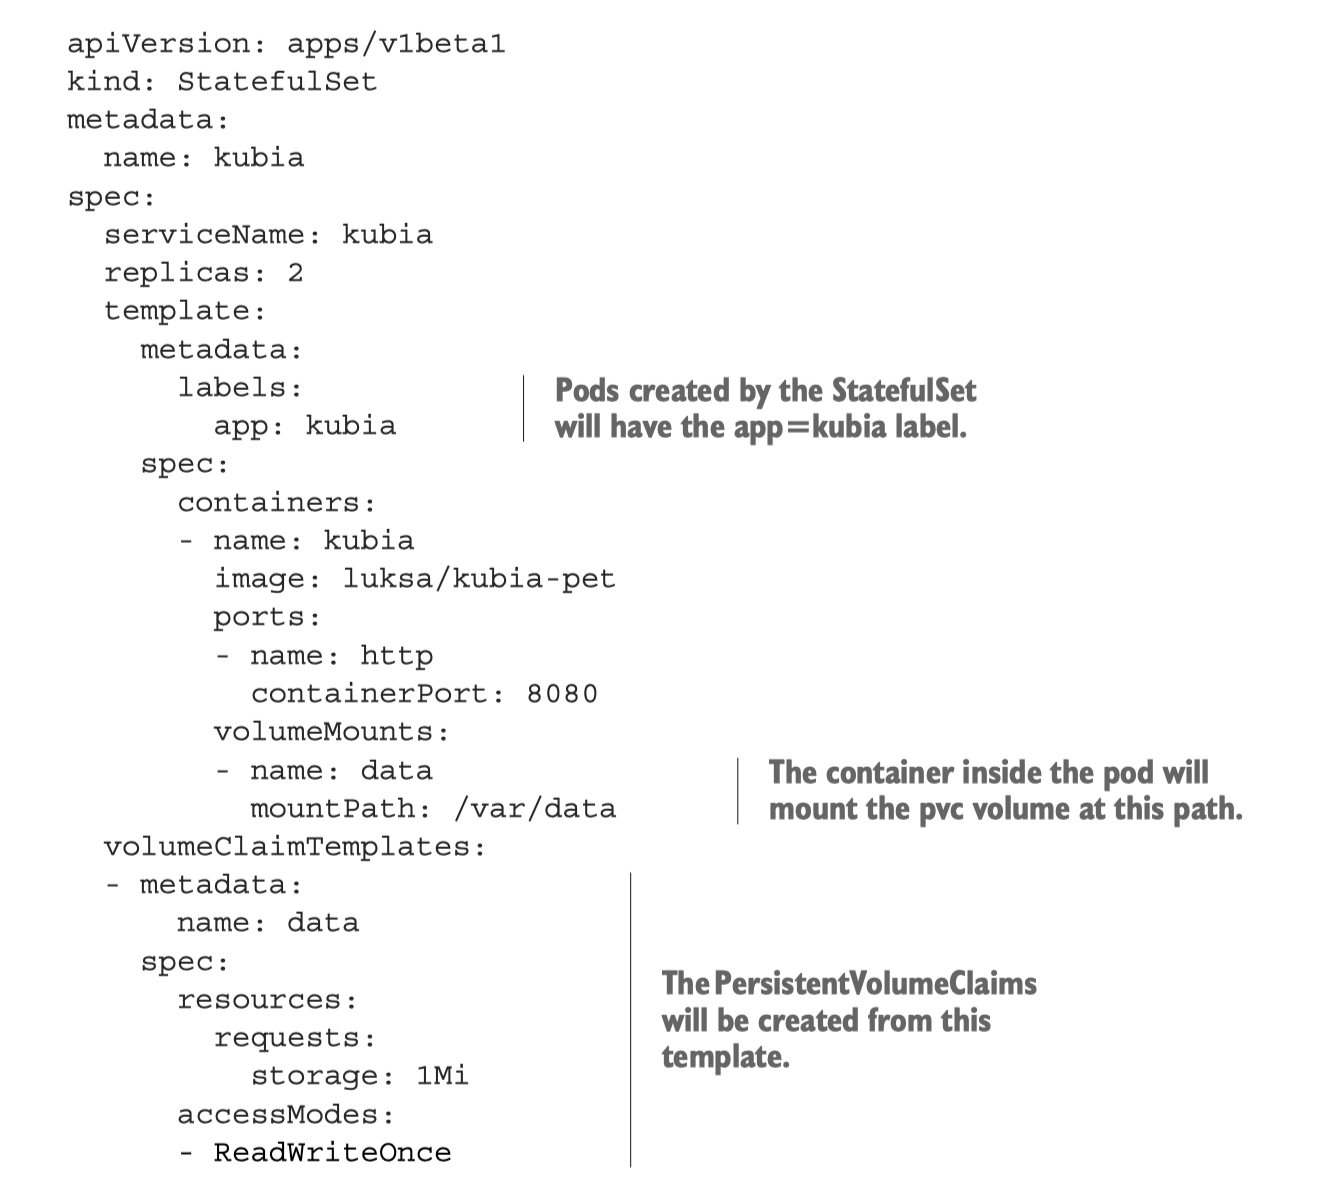 apiVersion: apps/v1beta1
kind: StatefulSet
metadata:
  name: kubia
spec:
  serviceName: kubia
  replicas: 2
  template:
    metadata:
      labels:
        app: kubia
Pods created by the StatefulSet
will have the app=kubia label.
    spec:
      containers:
      - name: kubia
        image: luksa/kubia-pet
        ports:
        - name: http
          containerPort: 8080
        volumeMounts:
        - name: data
          mountPath: /var/data
The container inside the pod will
mount the pvc volume at this path.
  volumeClaimTemplates:
  - metadata:
      name: data
    spec:
      resources:
        requests:
          storage: 1Mi
      accessModes:
      - ReadWriteOnce
The PersistentVolumeClaims
will be created from this
template.